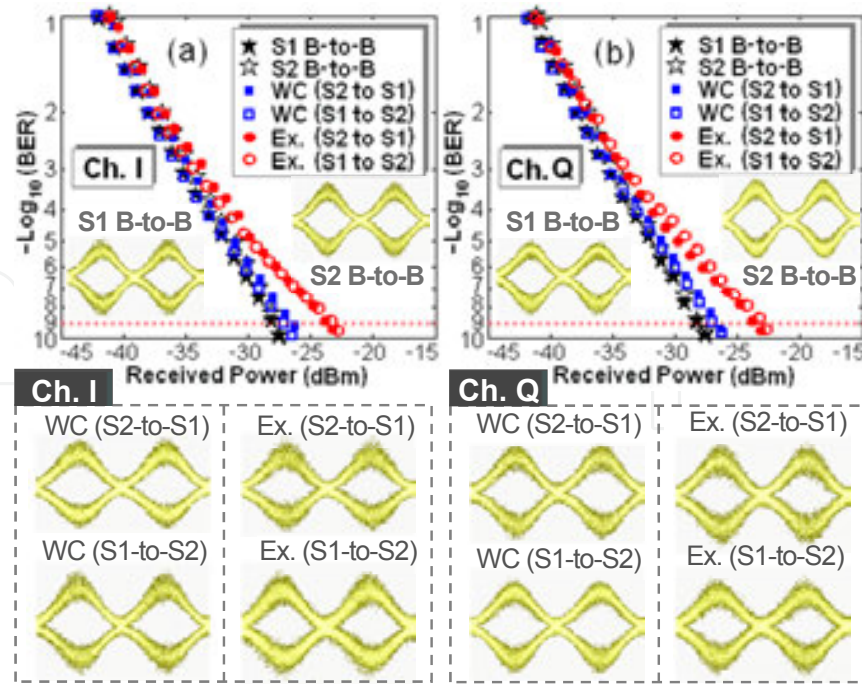 (a)
S1 B-to-B
S2 B-to-B
WC (S2 to S1)
WC (S1 to S2)
Ex. (S2 to S1)
Ex. (S1 to S2)
Ch. I
S1 B-to-B
S2 B-to-B
-Log10 (BER)
1
2
3
4
5
6
7
8
9
10
-45 -40 -35 -30 -25 -20 -15
Received Power (dBm)
(b)
S1 B-to-B
S2 B-to-B
WC (S2 to S1)
WC (S1 to S2)
Ex. (S2 to S1)
Ex. (S1 to S2)
Ch. Q
S1 B-to-B
S2 B-to-B
-Log10 (BER)
1
2
3
4
5
6
7
8
9
10
-45 -40 -35 -30 -25 -20 -15
Received Power (dBm)
Ch. I
WC (S2-to-S1) Ex. (S2-to-S1)
WC (S1-to-S2) Ex. (S1-to-S2)
Ch. Q
WC (S2-to-S1) Ex. (S2-to-S1)
WC (S1-to-S2) Ex. (S1-to-S2)